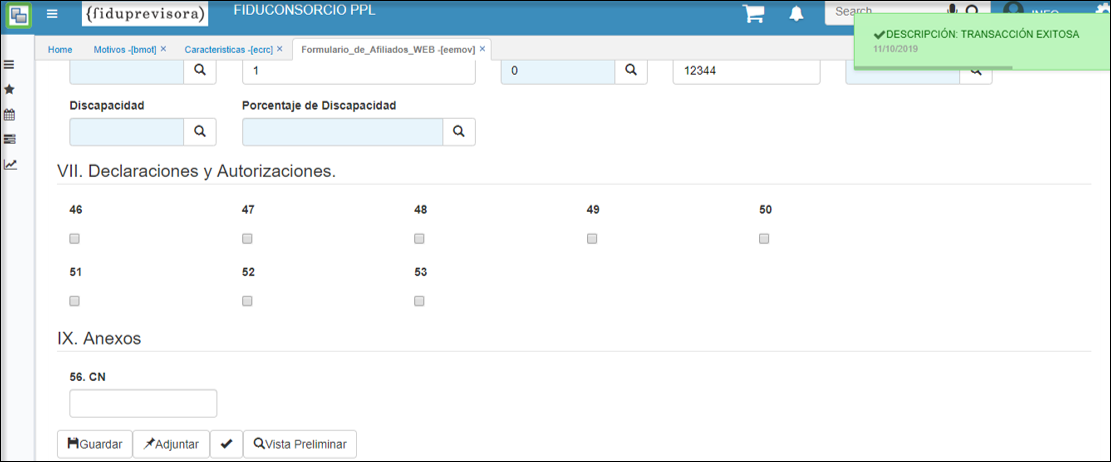 {fiduprevisora)
FIDUCONSORCIO PPL
Search
INFO
DESCRIPCIÓN: TRANSACCIÓN EXITOSA
11/10/2019
Home
Motivos -[bmot] ×
Caracteristicas -[ecrc] ×
Formulario_de_Afiliados_WEB -[eemov] ×
1
0
12344
Discapacidad
Porcentaje de Discapacidad
VII. Declaraciones y Autorizaciones.
46
47
48
49
50
51
52
53
IX. Anexos
56. CN
Guardar
Adjuntar
Vista Preliminar